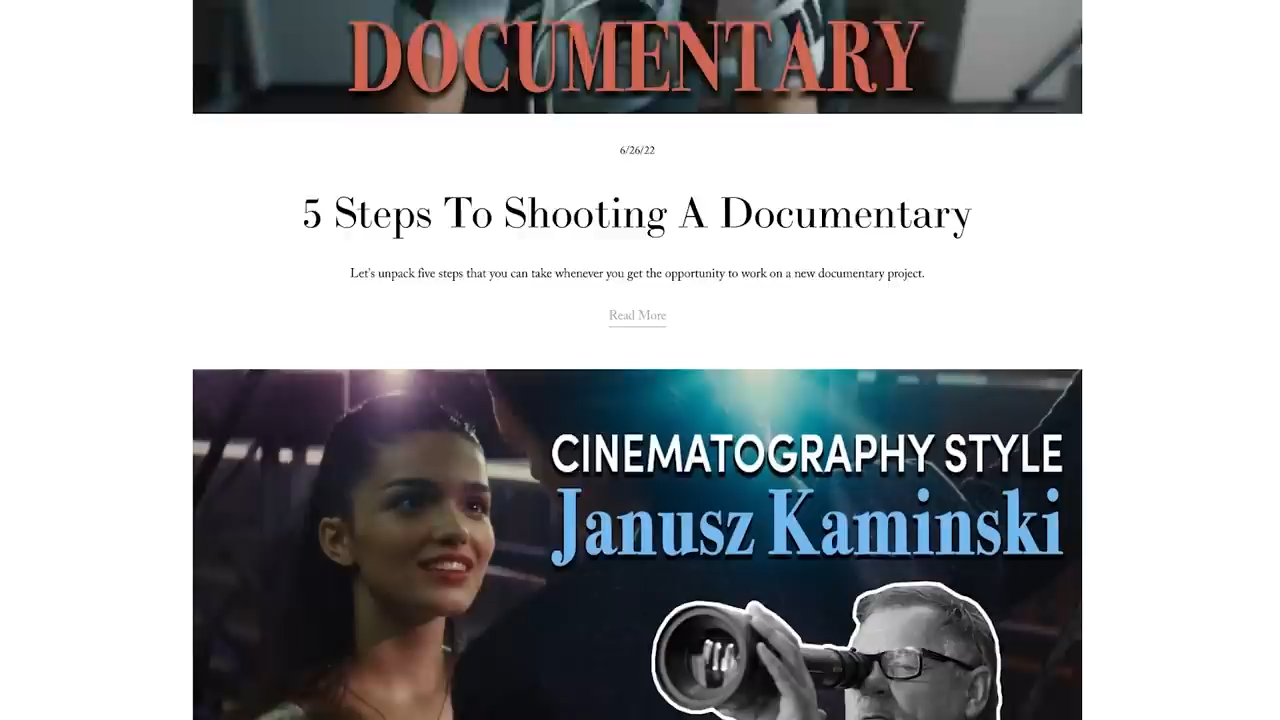 DOCUMENTARY
6/26/22
5 Steps To Shooting A Documentary
Let's unpack five steps that you can take whenever you get the opportunity to work on a new documentary project.
Read More
CINEMATOGRAPHY STYLE
Janusz Kaminski